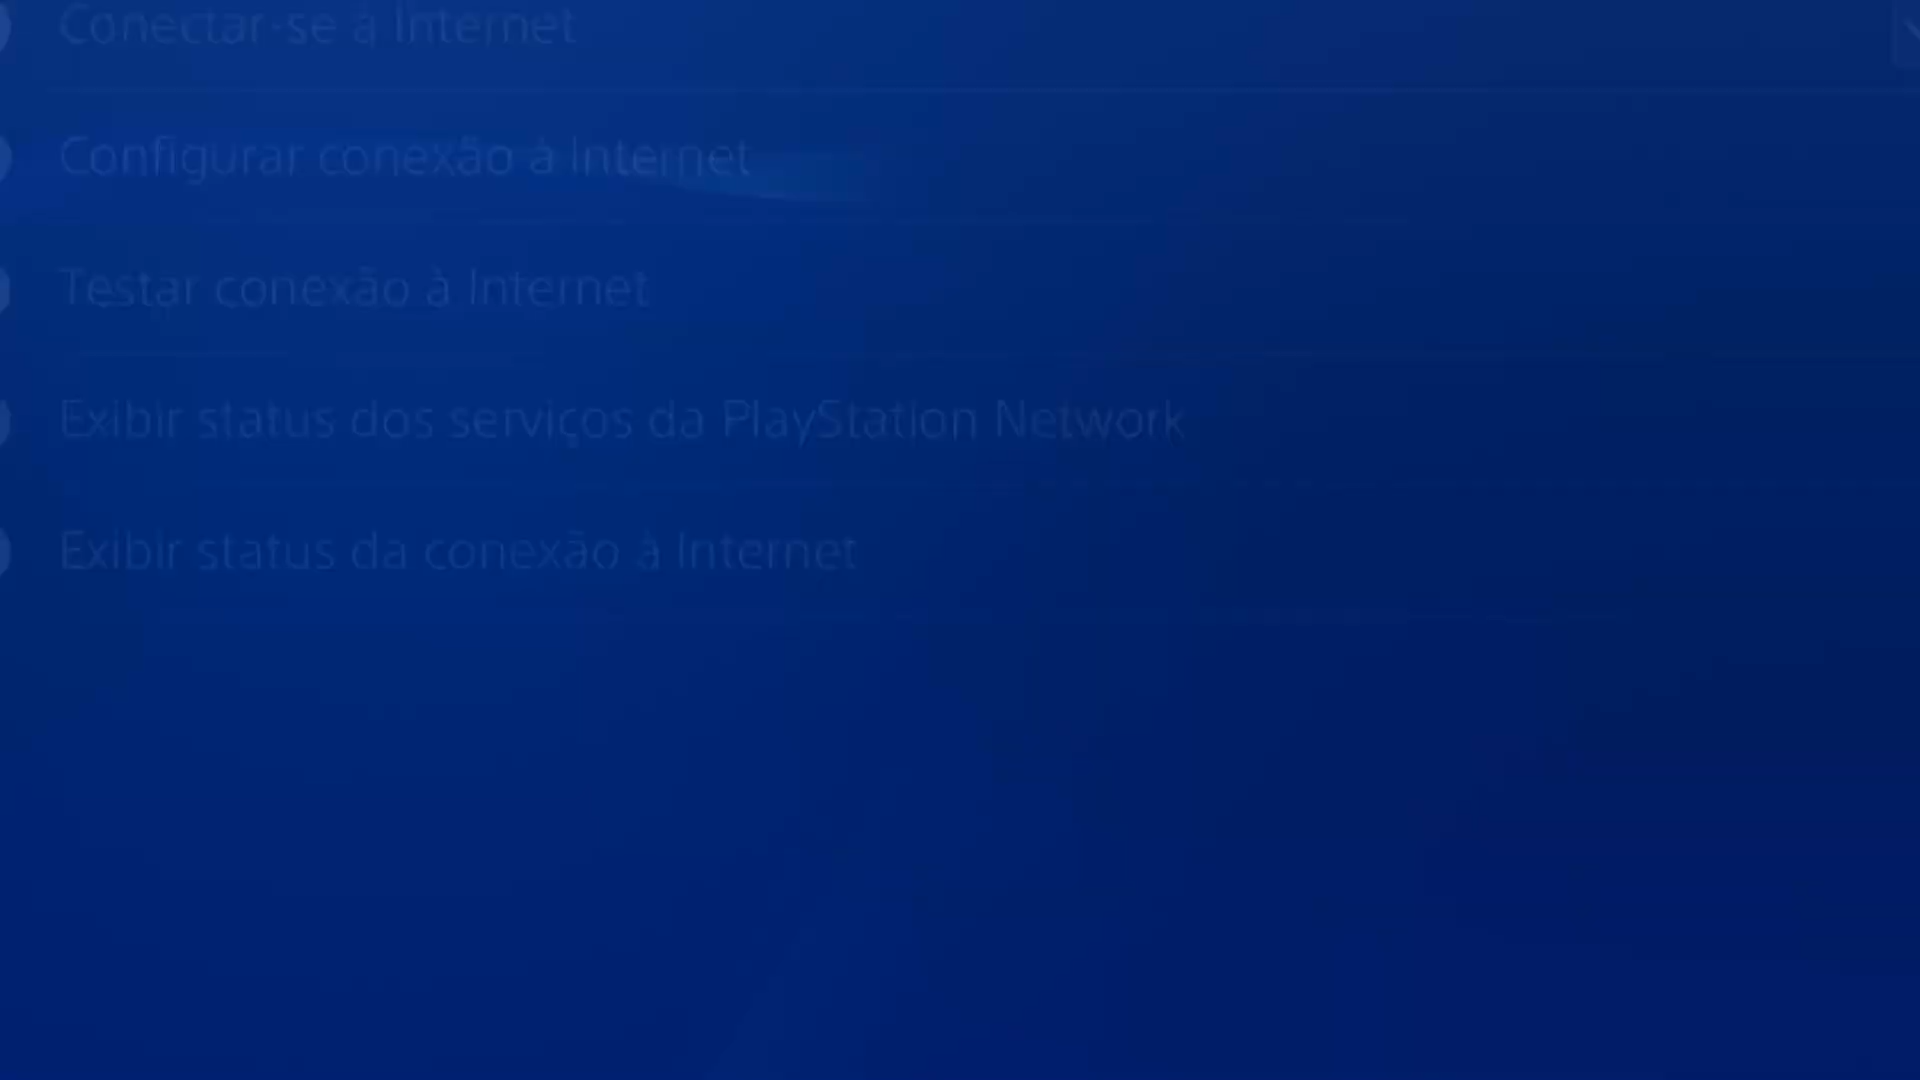 Conectar-se à Internet
Configurar conexão à Internet
Testar conexão à Internet
Exibir status dos serviços da PlayStation Network
Exibir status da conexão à Internet